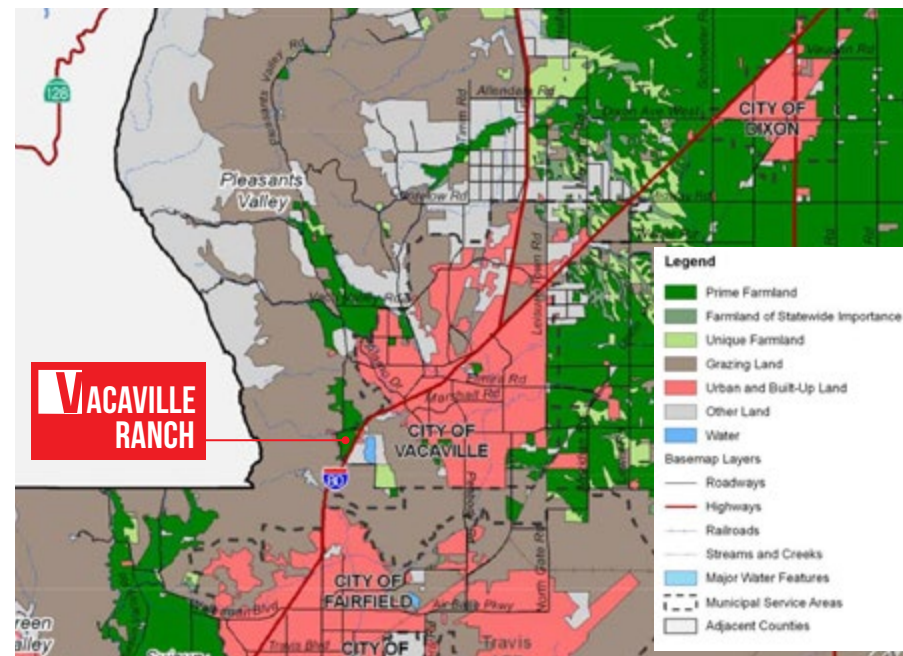 128
Pleasants
Valley Rd
Allendale Rd
Timm Rd
Dixon Ave West
Schroeder Rd
Vaughn Rd
CITY OF
DIXON
Pleasants
Valley
Rd
Rd
Rd
Leisure Town Rd
VACAVILLE
RANCH
Elmira Rd
Marshall Rd
CITY OF
VACAVILLE
80
Peabody Rd
North Gate Rd
CITY OF
FAIRFIELD
Blvd
Air Base Pkwy
Travis Blvd
CITY OF
Travis
Legend
Prime Farmland
Farmland of Statewide Importance
Unique Farmland
Grazing Land
Urban and Built-Up Land
Other Land
Water
Basemap Layers
Roadways
Highways
Railroads
Streams and Creeks
Major Water Features
Municipal Service Areas
Adjacent Counties